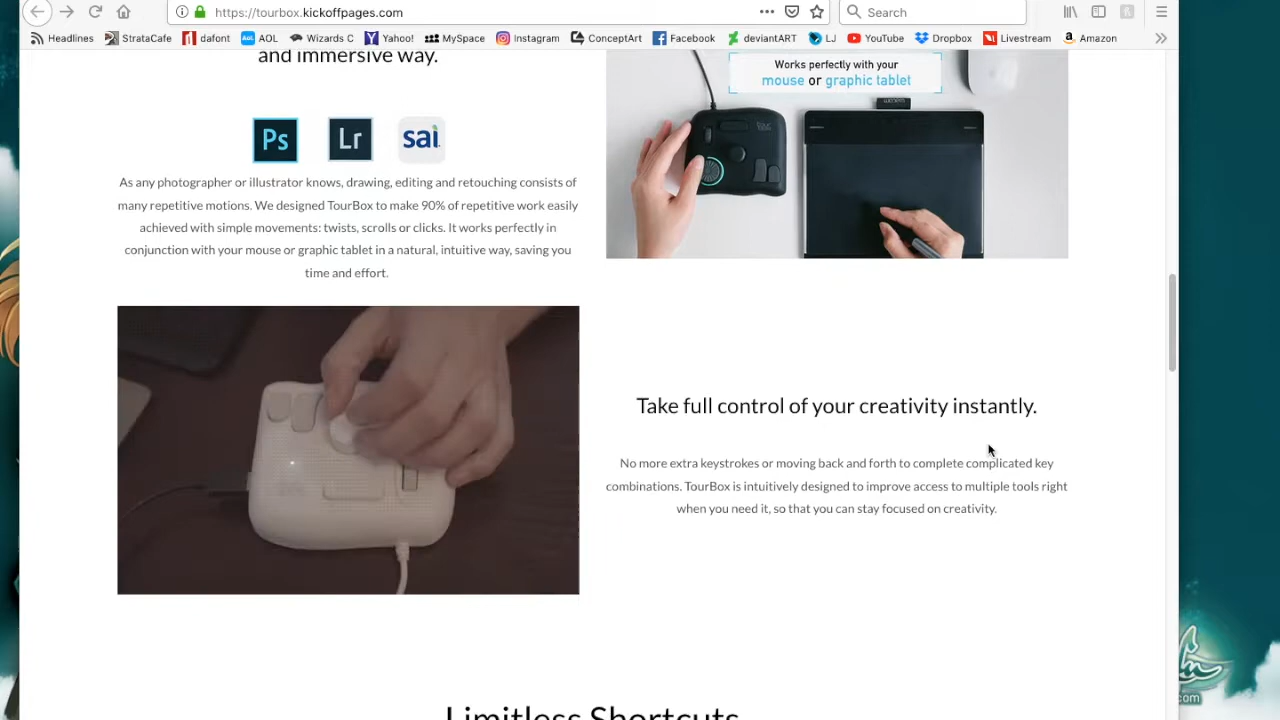 https://tourbox.kickoffpages.com
Search
Headlines
StrataCafe
dafont
AOL
Wizards C
Yahoo!
MySpace
Instagram
ConceptArt
Facebook
deviantART
LJ
YouTube
Livestream
Dropbox
Amazon
and immersive way.
Works perfectly with your
mouse or graphic tablet
Ps
Lr
sai
As any photographer or illustrator knows, drawing, editing and retouching consists of
many repetitive motions. We designed TourBox to make 90% of repetitive work easily
achieved with simple movements: twists, scrolls or clicks. It works perfectly in
conjunction with your mouse or graphic tablet in a natural, intuitive way, saving you
time and effort.
Take full control of your creativity instantly.
No more extra keystrokes or moving back and forth to complete complicated key
combinations. TourBox is intuitively designed to improve access to multiple tools right
when you need it, so that you can stay focused on creativity.
Limitless Shortcuts